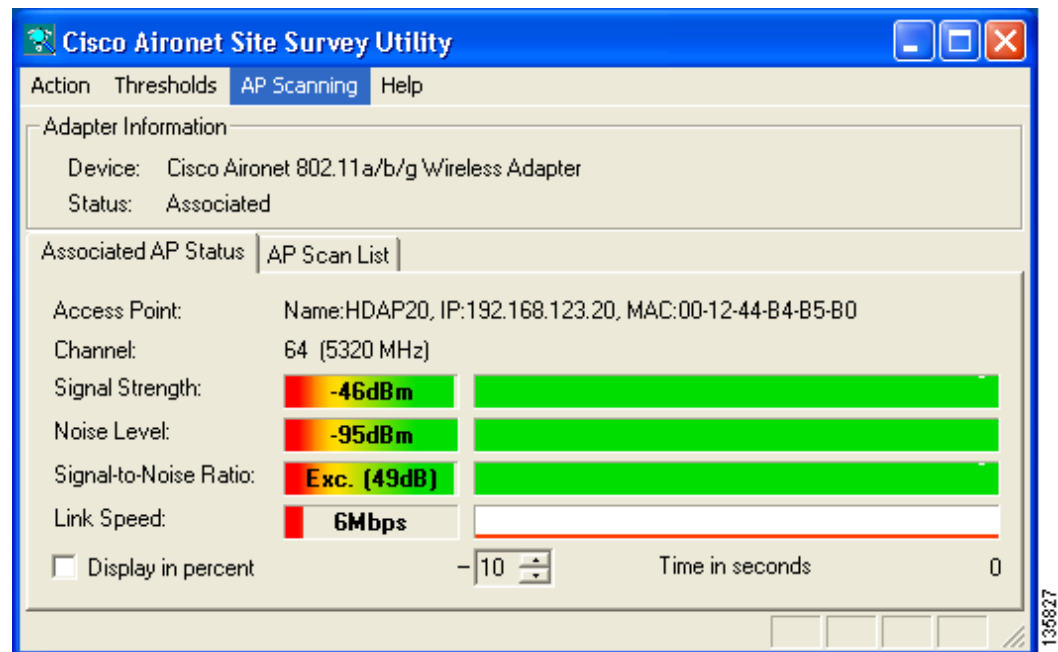 Cisco Aironet Site Survey Utility
Action Thresholds AP Scanning Help
Adapter Information
Device: Cisco Aironet 802.11a/b/g Wireless Adapter
Status: Associated
Associated AP Status AP Scan List
Access Point: Name:HDAP20, IP:192.168.123.20, MAC:00-12-44-B4-B5-B0
Channel: 64 (5320 MHz)
Signal Strength: -46dBm
Noise Level: -95dBm
Signal-to-Noise Ratio: Exc. (49dB)
Link Speed: 6Mbps
Display in percent -10 Time in seconds 0
135827